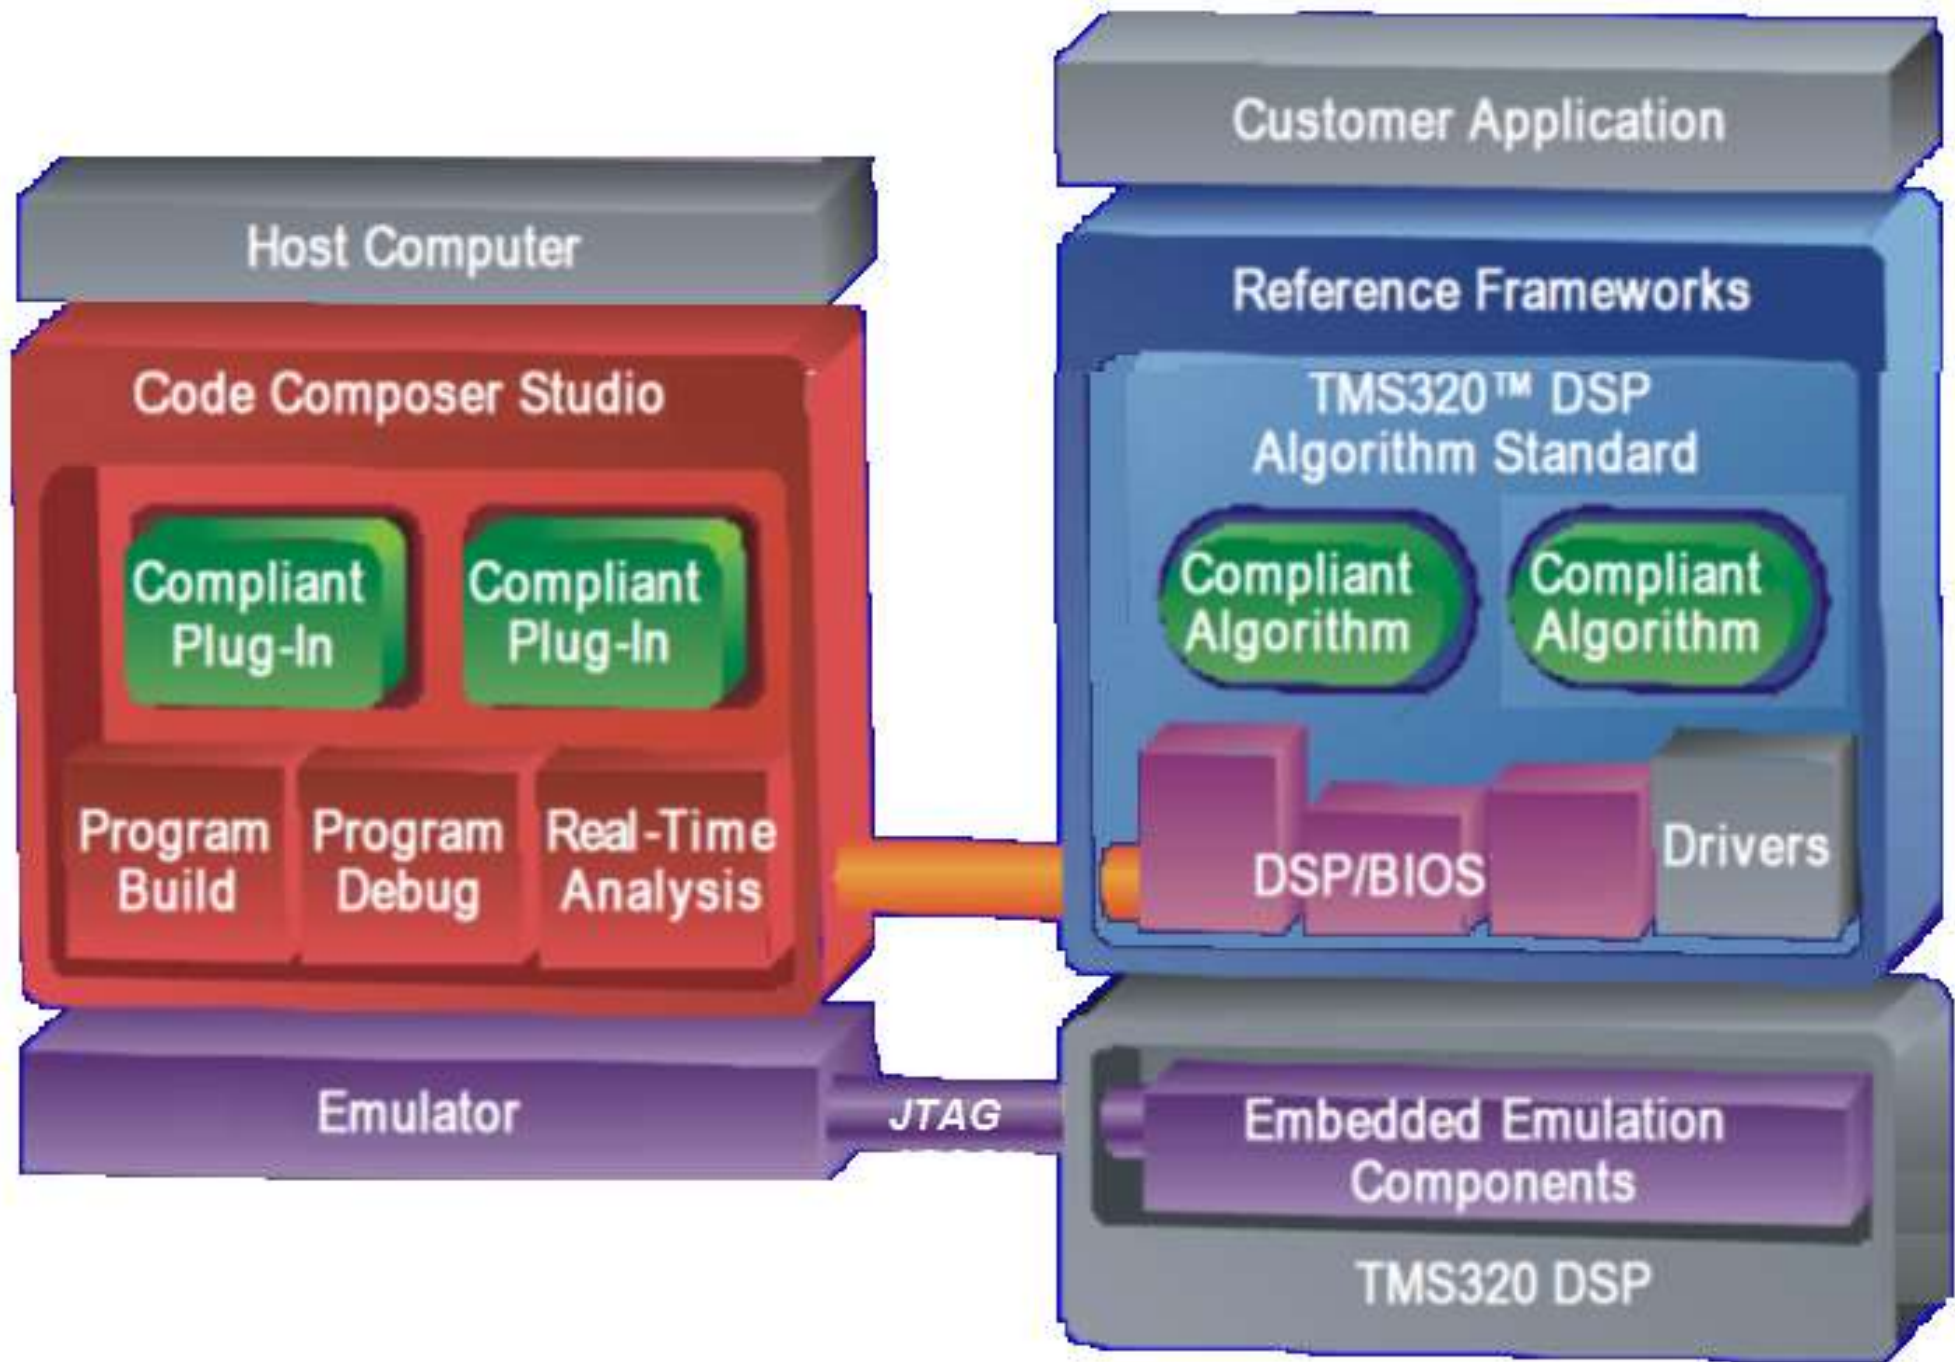 Customer Application
Host Computer
Reference Frameworks
Code Composer Studio
TMS320™ DSP
Algorithm Standard
Compliant
Plug-In
Compliant
Plug-In
Compliant
Algorithm
Compliant
Algorithm
Program
Build
Program
Debug
Real-Time
Analysis
DSP/BIOS
Drivers
Emulator
JTAG
Embedded Emulation
Components
TMS320 DSP